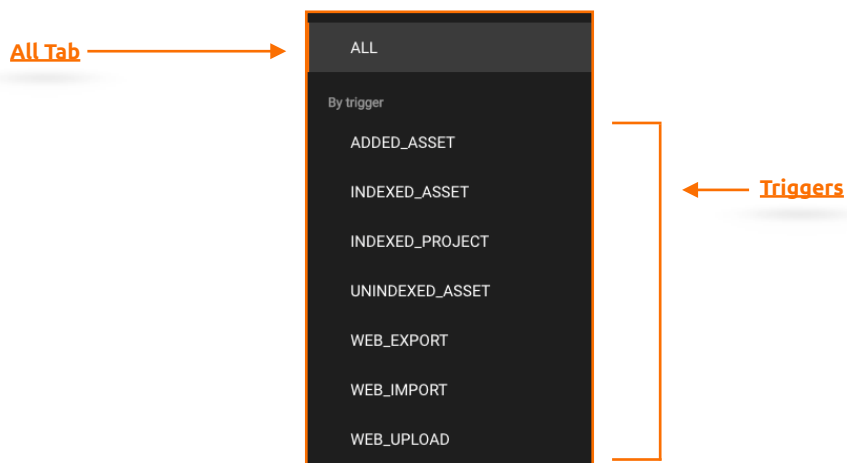 All Tab
ALL
By trigger
ADDED_ASSET
INDEXED_ASSET
INDEXED_PROJECT
Triggers
UNINDEXED_ASSET
WEB_EXPORT
WEB_IMPORT
WEB_UPLOAD